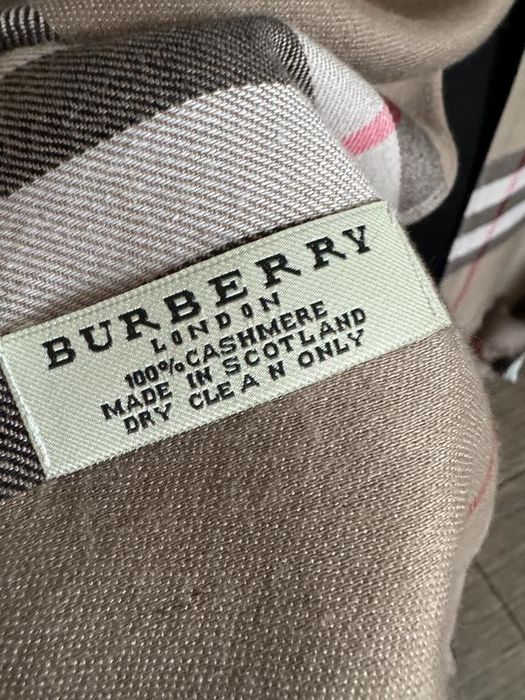 BURBERRY
LONDON
100% CASHMERE
MADE IN SCOTLAND
DRY CLEAN ONLY